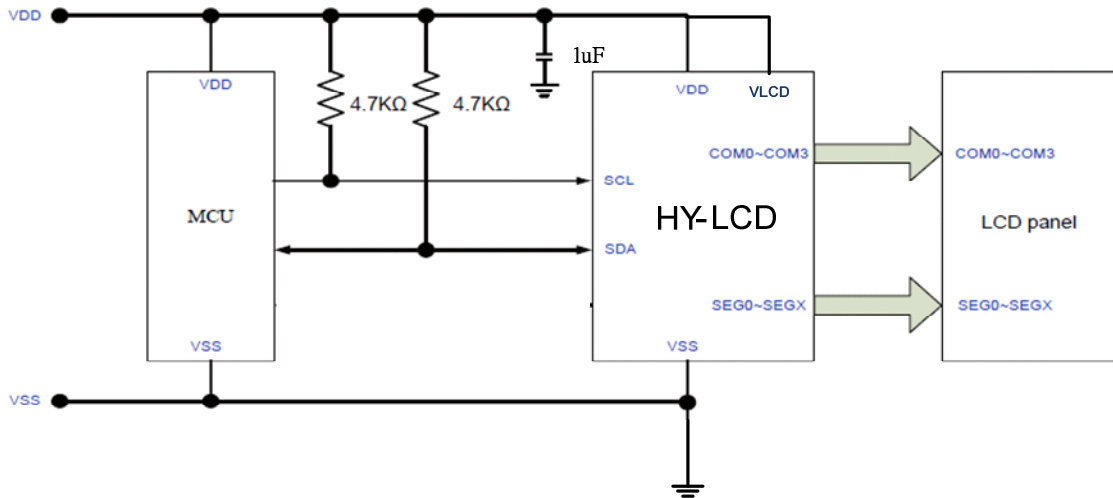 VDD
1uF
VDD
VDD
VLCD
4.7KΩ
4.7KΩ
COM0~COM3
COM0~COM3
SCL
MCU
HY-LCD
LCD panel
SDA
SEG0~SEGX
SEG0~SEGX
VSS
VSS
VSS